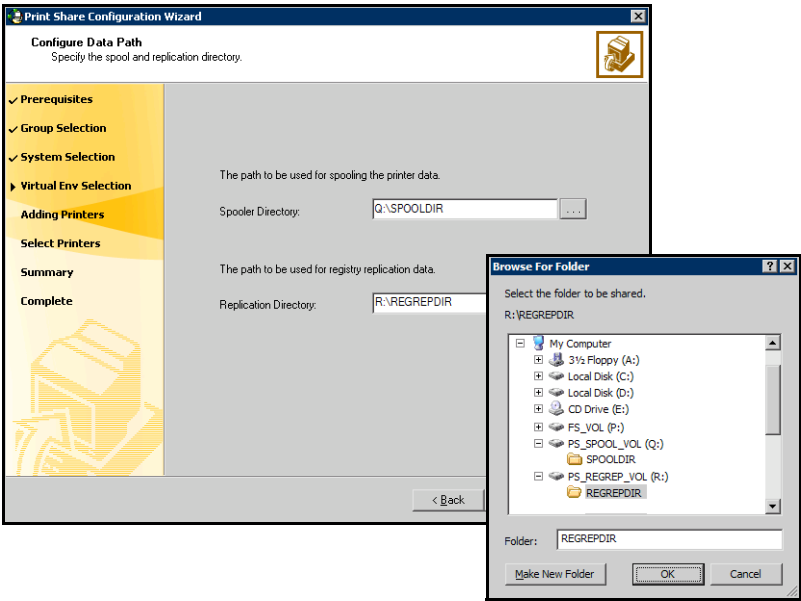 Print Share Configuration Wizard
Configure Data Path
Specify the spool and replication directory.
Prerequisites
Group Selection
System Selection
Virtual Env Selection
Adding Printers
Select Printers
Summary
Complete
The path to be used for spooling the printer data.
Spooler Directory:
Q:\SPOOLDIR
...
The path to be used for registry replication data.
Replication Directory:
R:\REGREPDIR
< Back
Browse For Folder
Select the folder to be shared.
R:\REGREPDIR
My Computer
3½ Floppy (A:)
Local Disk (C:)
Local Disk (D:)
CD Drive (E:)
FS_VOL (P:)
PS_SPOOL_VOL (Q:)
SPOOLDIR
PS_REGREP_VOL (R:)
REGREPDIR
Folder:
REGREPDIR
Make New Folder
OK
Cancel